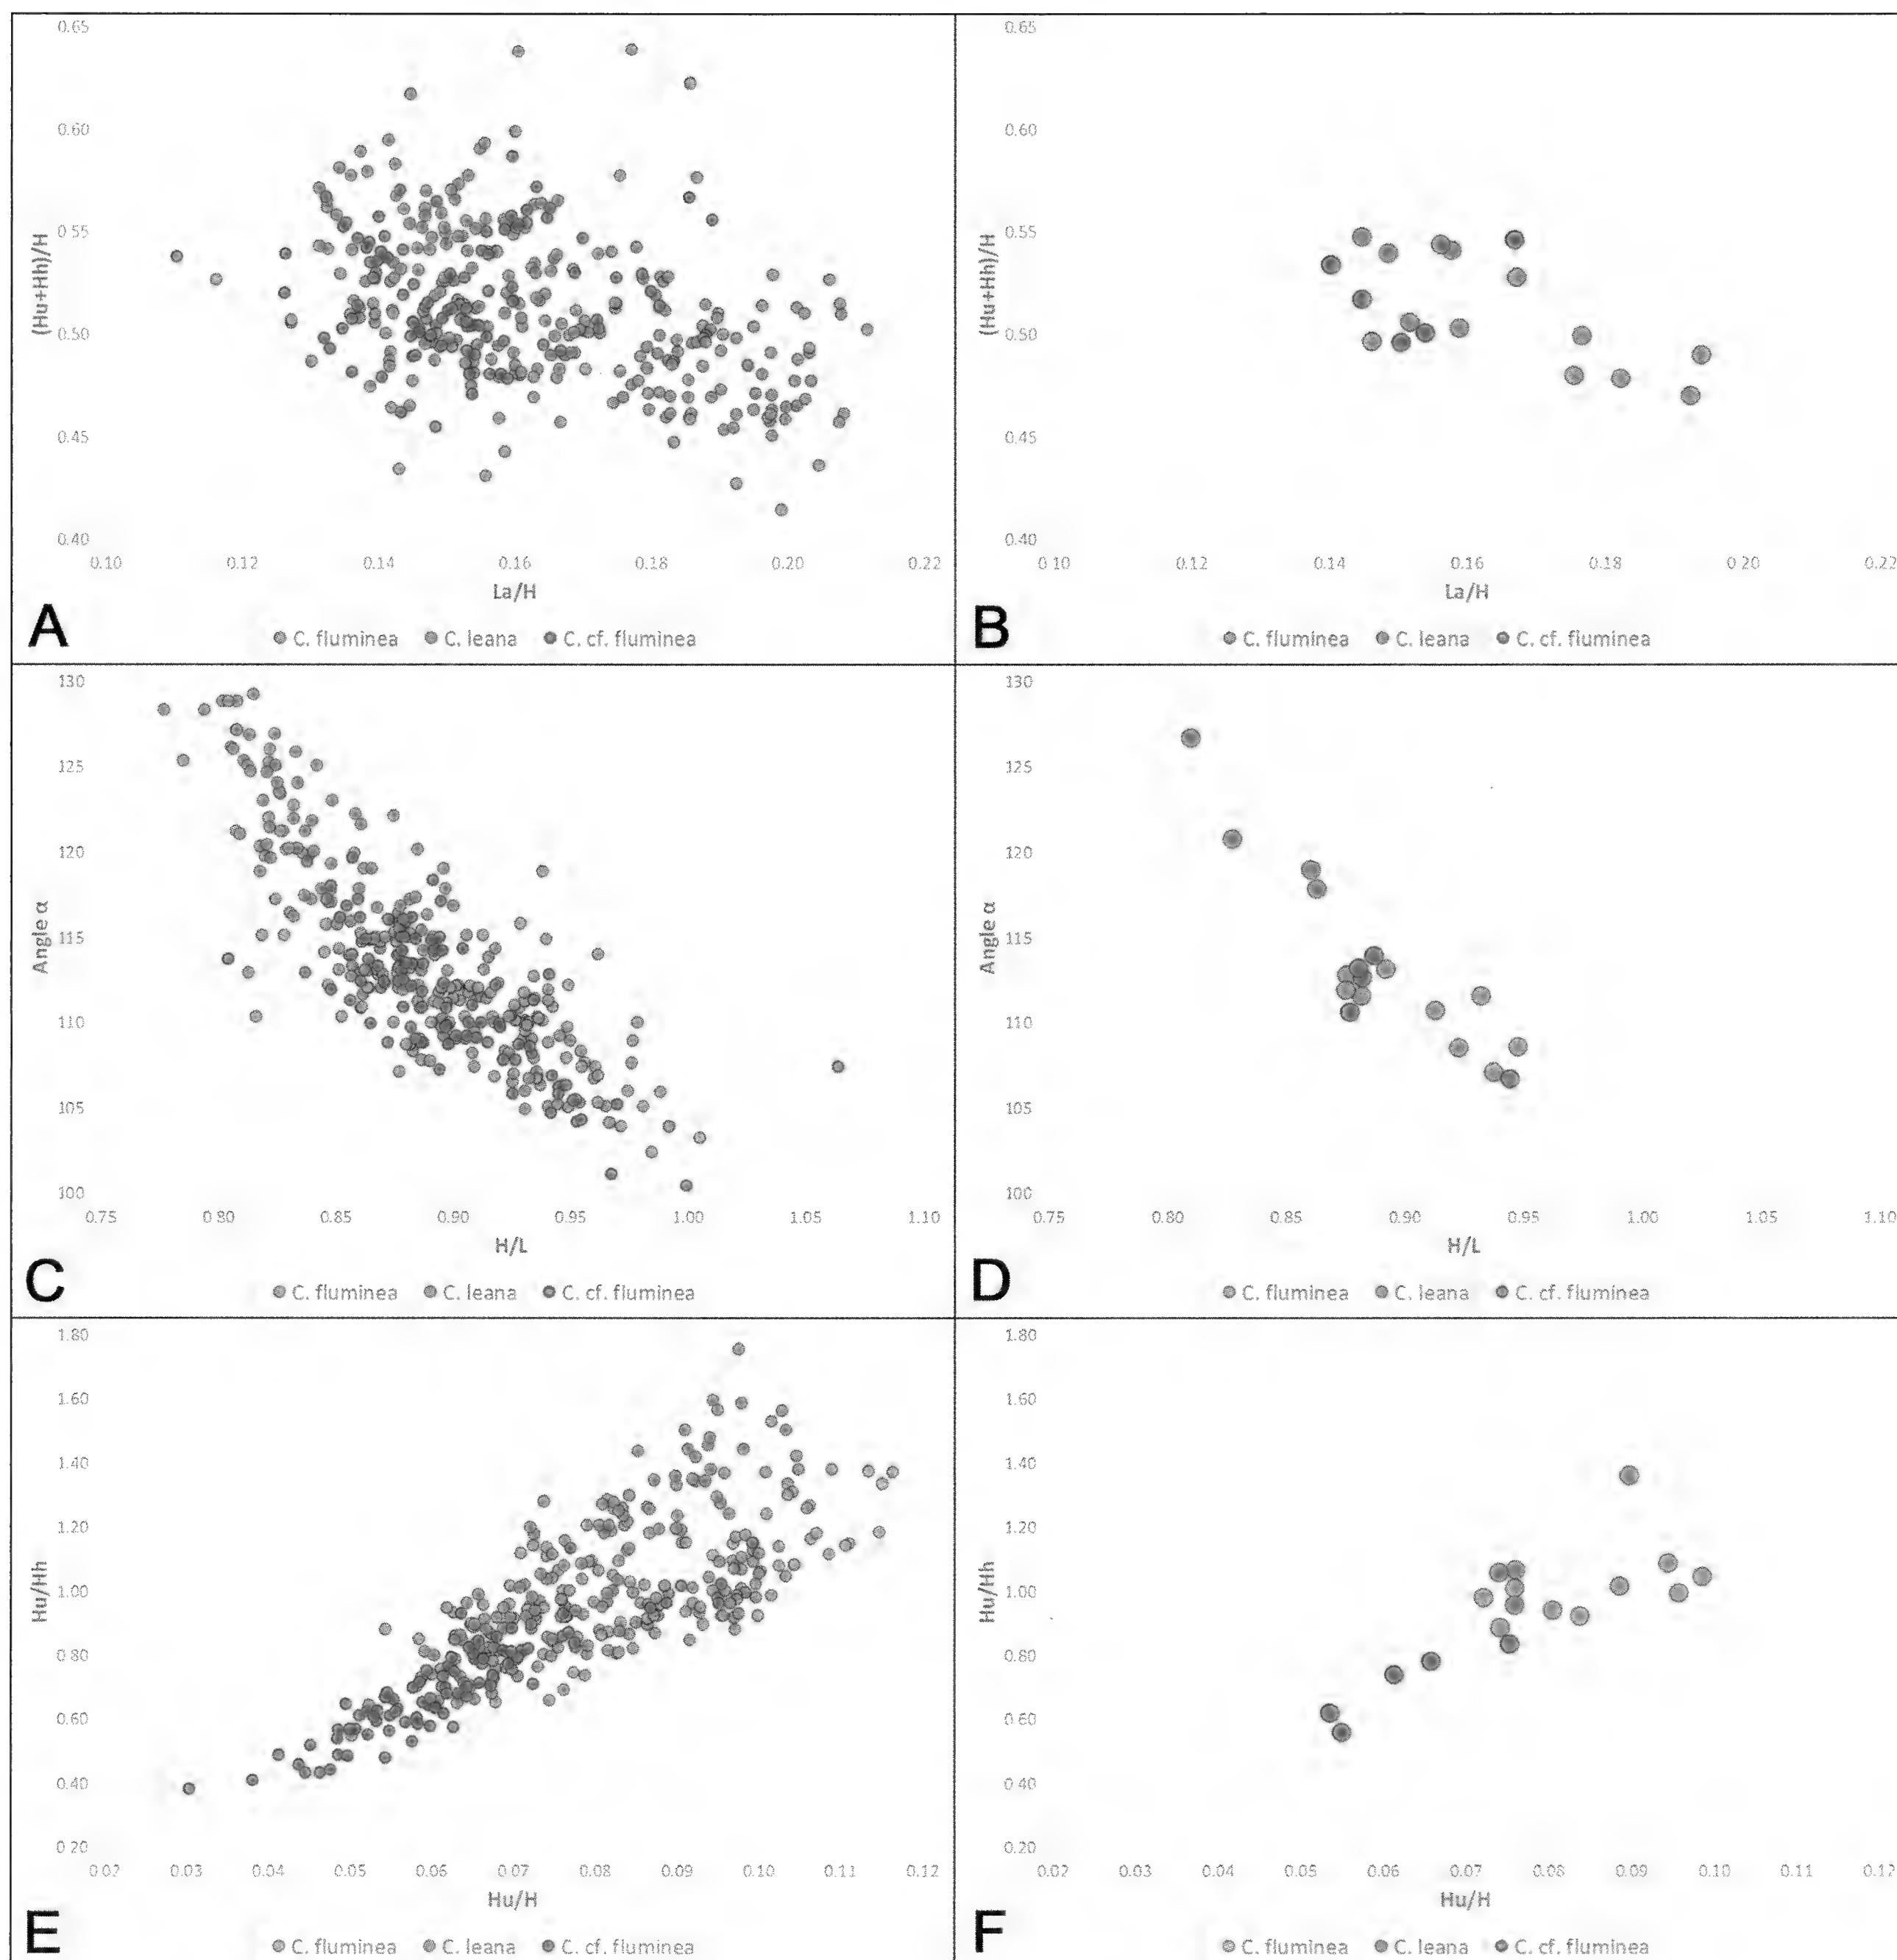 0.65
0.60
0.55
0.50
0.45
0.40
(Hu+Hh)/H
0.10 0.12 0.14 0.16 0.18 0.20 0.22
La/H
A
C. fluminea C. leana C. cf. fluminea
0.65
0.60
0.55
0.50
0.45
0.40
(Hu+Hh)/H
0.10 0.12 0.14 0.16 0.18 0.20 0.22
La/H
B
C. fluminea C. leana C. cf. fluminea
130
125
120
115
110
105
100
Angle α
0.75 0.80 0.85 0.90 0.95 1.00 1.05 1.10
H/L
C
C. fluminea C. leana C. cf. fluminea
130
125
120
115
110
105
100
Angle α
0.75 0.80 0.85 0.90 0.95 1.00 1.05 1.10
H/L
D
C. fluminea C. leana C. cf. fluminea
1.80
1.60
1.40
1.20
1.00
0.80
0.60
0.40
0.20
Hu/Hh
0.02 0.03 0.04 0.05 0.06 0.07 0.08 0.09 0.10 0.11 0.12
Hu/H
E
C. fluminea C. leana C. cf. fluminea
1.80
1.60
1.40
1.20
1.00
0.80
0.60
0.40
0.20
Hu/Hh
0.02 0.03 0.04 0.05 0.06 0.07 0.08 0.09 0.10 0.11 0.12
Hu/H
F
C. fluminea C. leana C. cf. fluminea